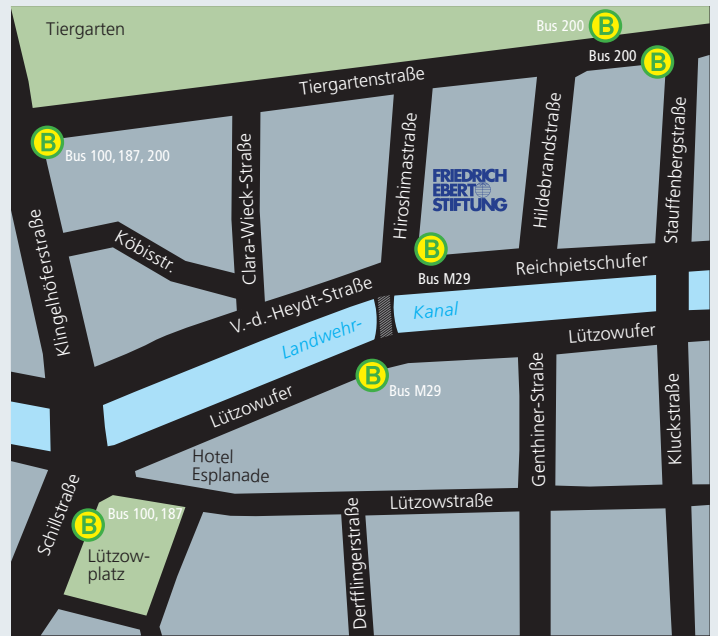 Tiergarten
Bus 200
B
Bus 200
B
Tiergartenstraße
B
Bus 100, 187, 200
Clara-Wieck-Straße
Hiroshimastraße
FRIEDRICH
EBERT
STIFTUNG
Hildebrandstraße
Stauffenbergstraße
Klingelhöferstraße
Köbisstr.
B
Bus M29
Reichpietschufer
V.-d.-Heydt-Straße
Landwehr-
Kanal
Lützowufer
Lützowufer
B
Bus M29
Genthiner-Straße
Kluckstraße
Hotel
Esplanade
Schillstraße
B
Bus 100, 187
Lützow-
platz
Lützowstraße
Derfflingerstraße